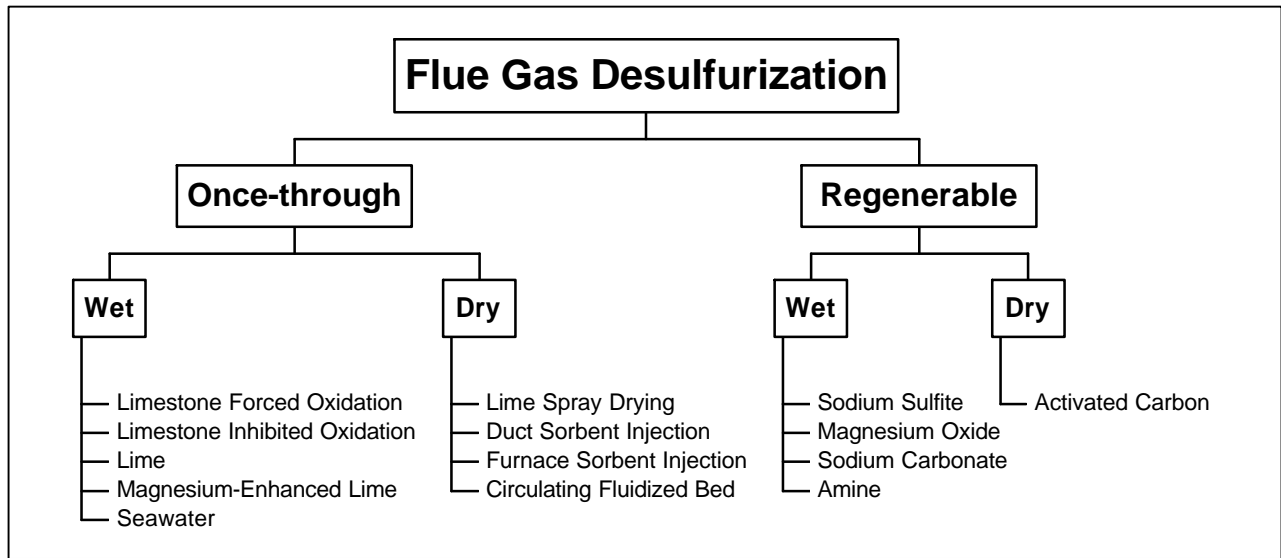 Flue Gas Desulfurization
Once-through
Regenerable
Wet
Dry
Wet
Dry
Limestone Forced Oxidation
Limestone Inhibited Oxidation
Lime
Magnesium-Enhanced Lime
Seawater
Lime Spray Drying
Duct Sorbent Injection
Furnace Sorbent Injection
Circulating Fluidized Bed
Sodium Sulfite
Magnesium Oxide
Sodium Carbonate
Amine
Activated Carbon